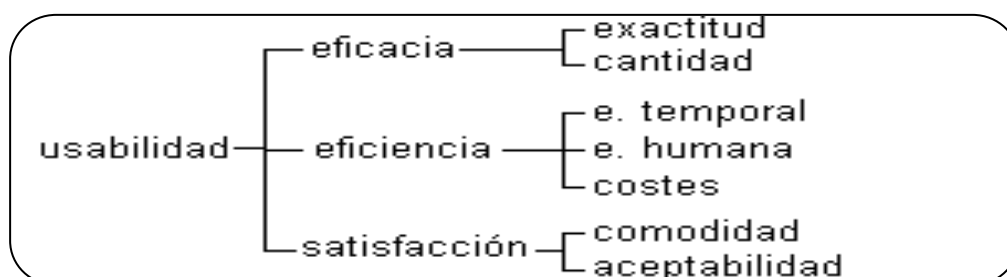 usabilidad
eficacia
exactitud
cantidad
eficiencia
e. temporal
e. humana
costes
satisfacción
comodidad
aceptabilidad